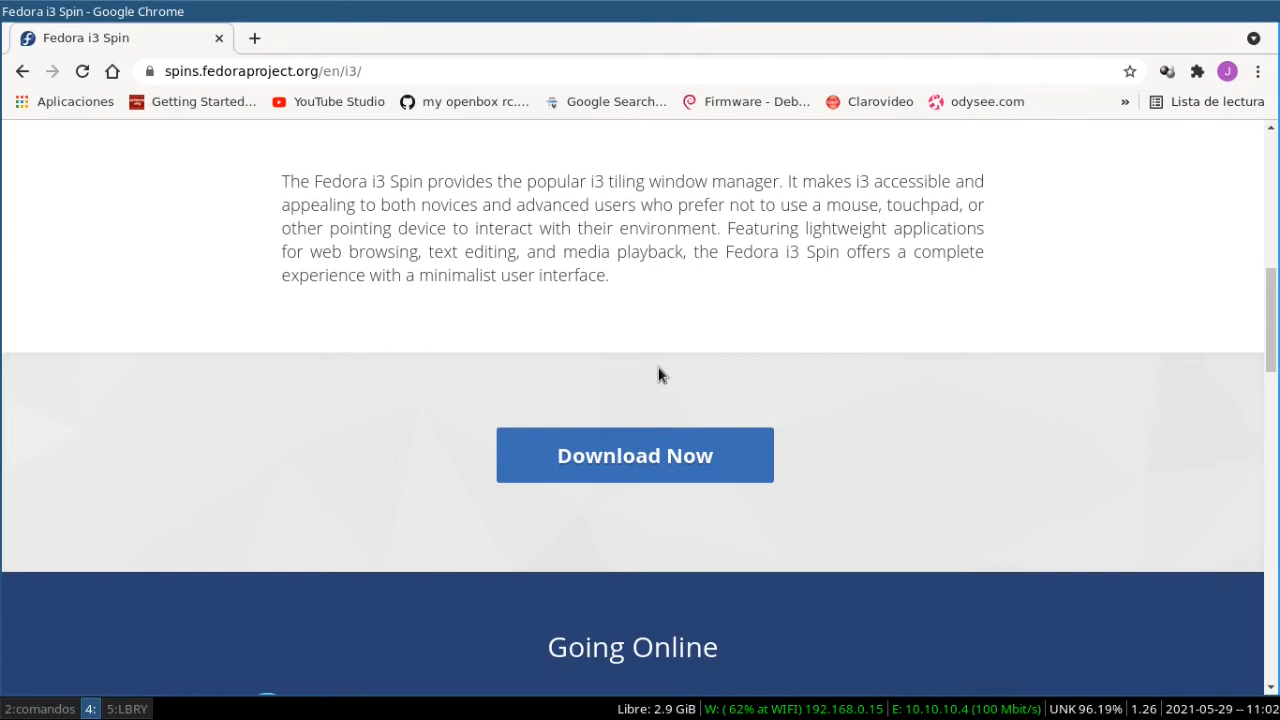 Fedora i3 Spin - Google Chrome
Fedora i3 Spin
spins.fedoraproject.org/en/i3/
J
Aplicaciones Getting Started... YouTube Studio my openbox rc.... Google Search... Firmware - Deb... Clarovideo odysee.com » Lista de lectura
The Fedora i3 Spin provides the popular i3 tiling window manager. It makes i3 accessible and
appealing to both novices and advanced users who prefer not to use a mouse, touchpad, or
other pointing device to interact with their environment. Featuring lightweight applications
for web browsing, text editing, and media playback, the Fedora i3 Spin offers a complete
experience with a minimalist user interface.
Download Now
Going Online
2:comandos 4: 5:LBRY Libre: 2.9 GiB W: ( 62% at WIFI) 192.168.0.15 E: 10.10.10.4 (100 Mbit/s) UNK 96.19% 1.26 2021-05-29 -- 11:02